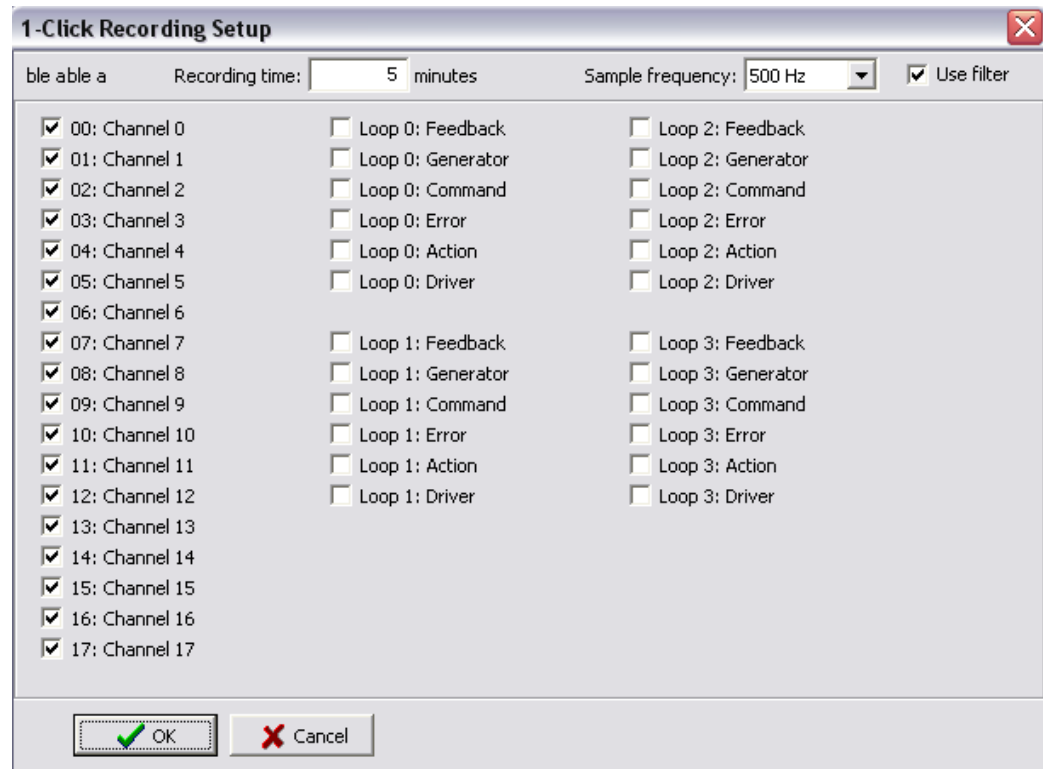 1-Click Recording Setup
ble able a Recording time: 5 minutes Sample frequency: 500 Hz Use filter
00: Channel 0 Loop 0: Feedback Loop 2: Feedback
01: Channel 1 Loop 0: Generator Loop 2: Generator
02: Channel 2 Loop 0: Command Loop 2: Command
03: Channel 3 Loop 0: Error Loop 2: Error
04: Channel 4 Loop 0: Action Loop 2: Action
05: Channel 5 Loop 0: Driver Loop 2: Driver
06: Channel 6
07: Channel 7 Loop 1: Feedback Loop 3: Feedback
08: Channel 8 Loop 1: Generator Loop 3: Generator
09: Channel 9 Loop 1: Command Loop 3: Command
10: Channel 10 Loop 1: Error Loop 3: Error
11: Channel 11 Loop 1: Action Loop 3: Action
12: Channel 12 Loop 1: Driver Loop 3: Driver
13: Channel 13
14: Channel 14
15: Channel 15
16: Channel 16
17: Channel 17
OK Cancel